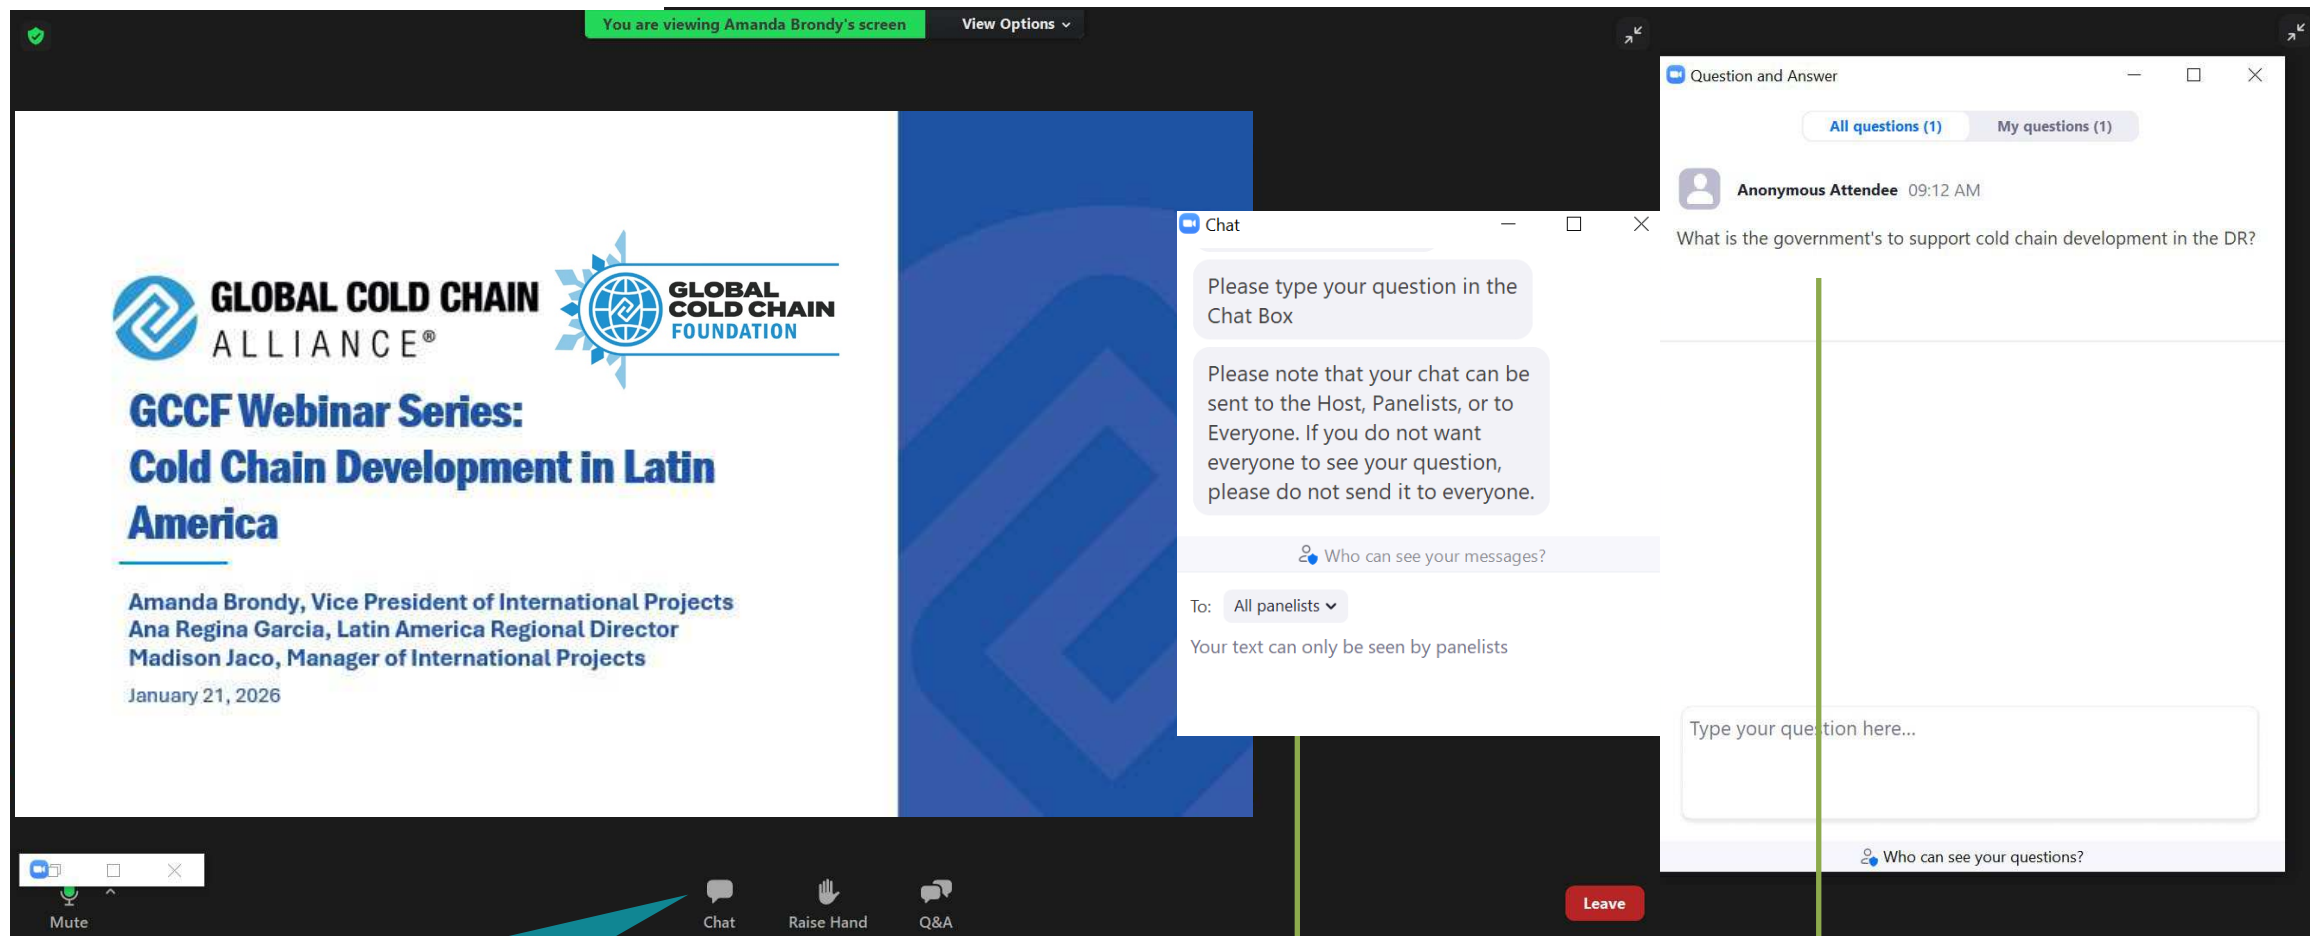 You are viewing Amanda Brondy's screen
View Options
GLOBAL COLD CHAIN
ALLIANCE®
GLOBAL
COLD CHAIN
FOUNDATION
GCCF Webinar Series:
Cold Chain Development in Latin
America
Amanda Brondy, Vice President of International Projects
Ana Regina Garcia, Latin America Regional Director
Madison Jaco, Manager of International Projects
January 21, 2026
Chat
Please type your question in the
Chat Box
Please note that your chat can be
sent to the Host, Panelists, or to
Everyone. If you do not want
everyone to see your question,
please do not send it to everyone.
Who can see your messages?
To: All panelists
Your text can only be seen by panelists
Question and Answer
All questions (1)
My questions (1)
Anonymous Attendee 09:12 AM
What is the government's to support cold chain development in the DR?
Type your question here...
Who can see your questions?
Mute
Chat
Raise Hand
Q&A
Leave